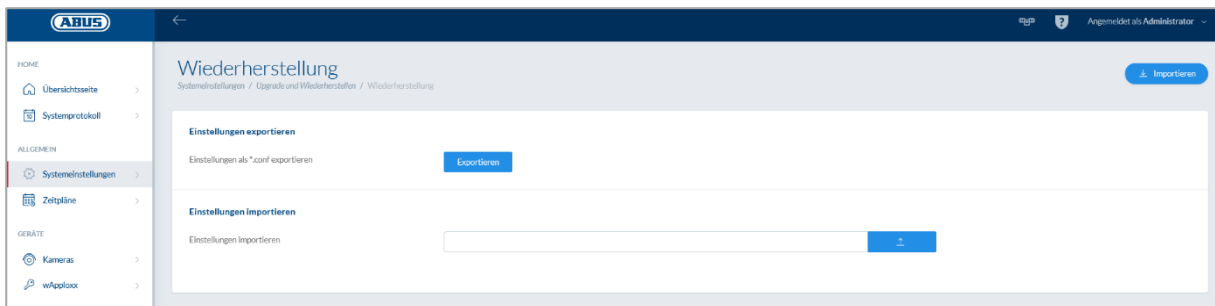 ABUS
Angemeldet als Administrator
HOME
Übersichtsseite
Systemprotokoll
ALLGEMEIN
Systemeinstellungen
Zeitpläne
GERÄTE
Kameras
wApploxx
Wiederherstellung
Systemeinstellungen / Upgrade und Wiederherstellen / Wiederherstellung
Importieren
Einstellungen exportieren
Einstellungen als *.conf exportieren
Exportieren
Einstellungen importieren
Einstellungen importieren